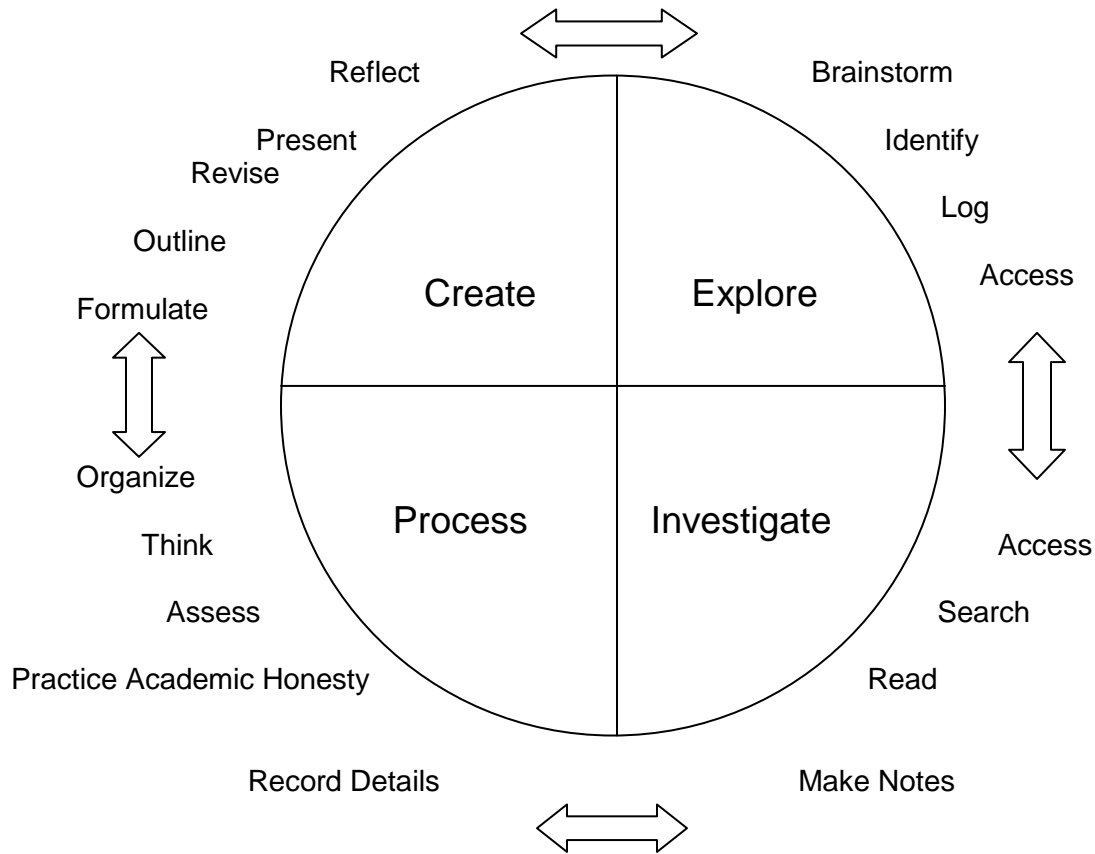 Reflect
Brainstorm
Present
Identify
Revise
Log
Outline
Access
Create
Explore
Formulate
Organize
Process
Investigate
Think
Access
Assess
Search
Practice Academic Honesty
Read
Record Details
Make Notes